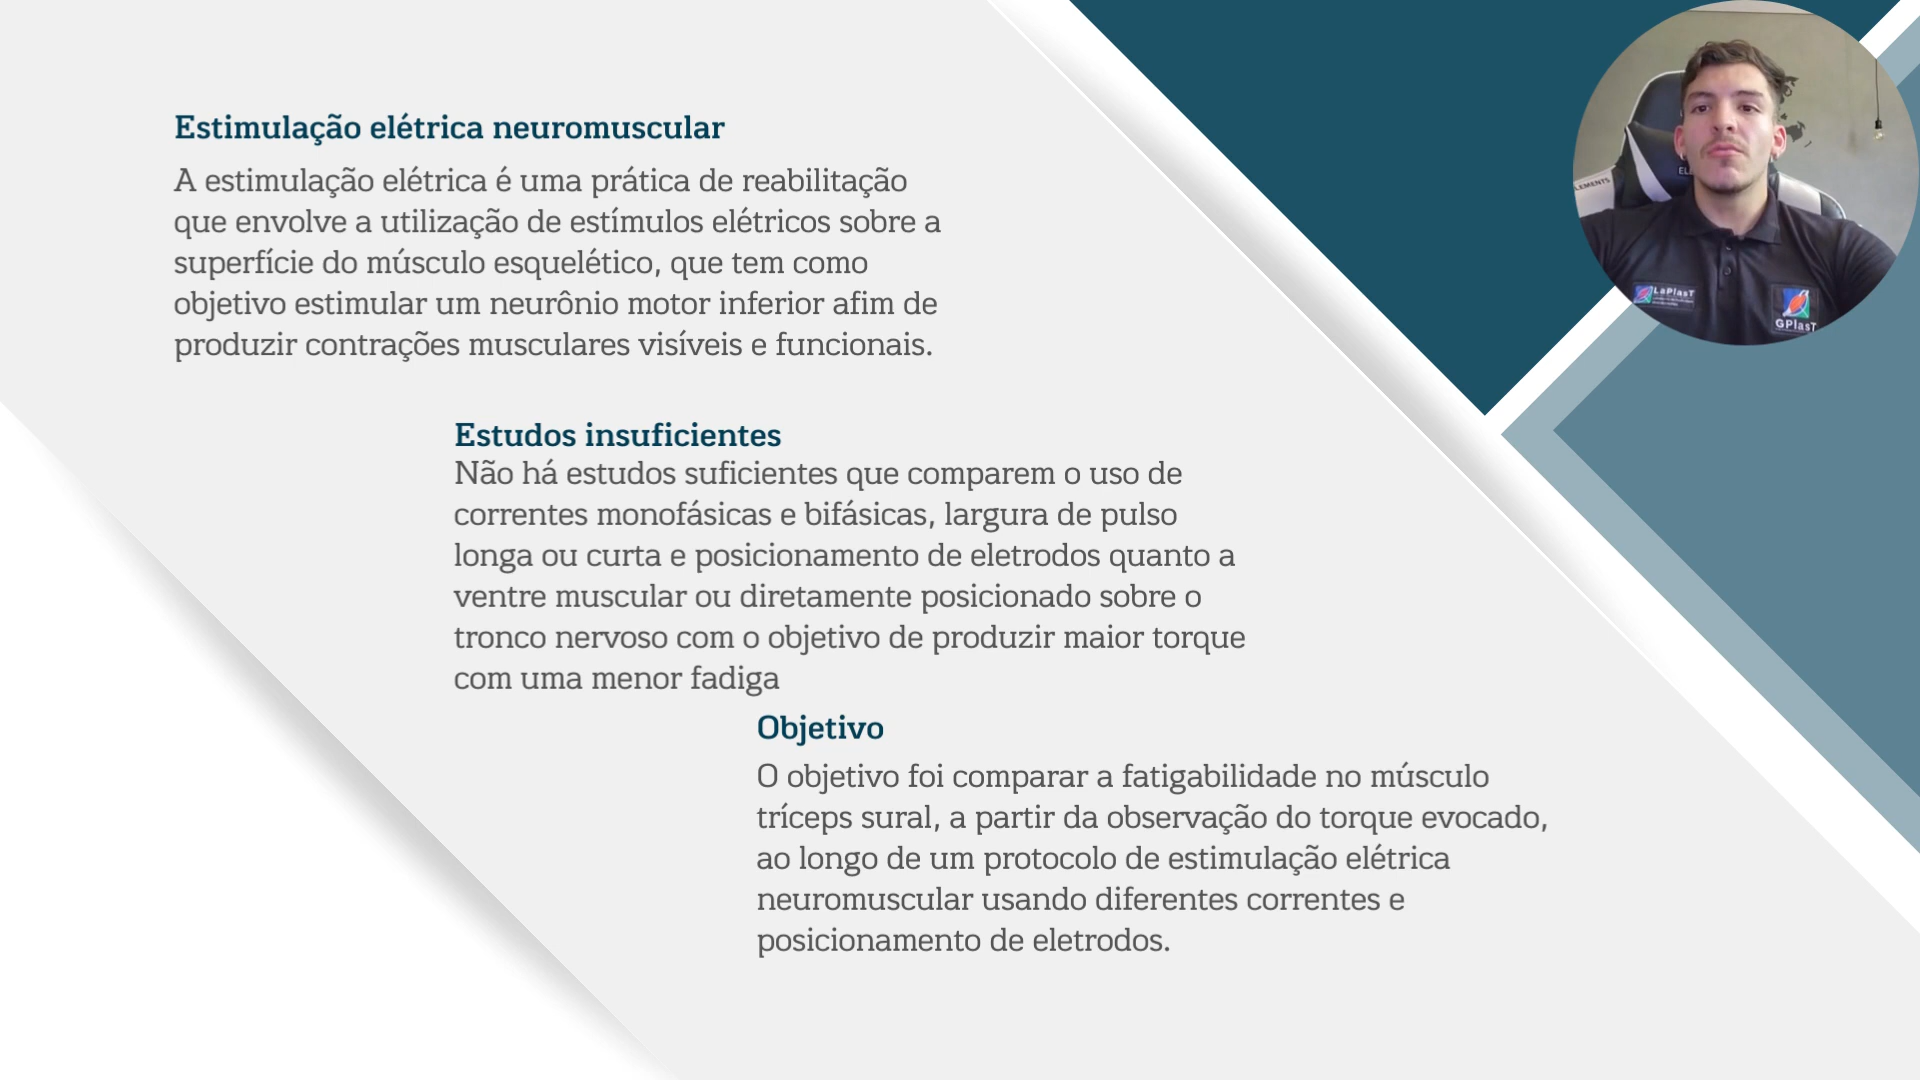 Estimulação elétrica neuromuscular
A estimulação elétrica é uma prática de reabilitação
que envolve a utilização de estímulos elétricos sobre a
superfície do músculo esquelético, que tem como
objetivo estimular um neurônio motor inferior afim de
produzir contrações musculares visíveis e funcionais.
Estudos insuficientes
Não há estudos suficientes que comparem o uso de
correntes monofásicas e bifásicas, largura de pulso
longa ou curta e posicionamento de eletrodos quanto a
ventre muscular ou diretamente posicionado sobre o
tronco nervoso com o objetivo de produzir maior torque
com uma menor fadiga
Objetivo
O objetivo foi comparar a fatigabilidade no músculo
tríceps sural, a partir da observação do torque evocado,
ao longo de um protocolo de estimulação elétrica
neuromuscular usando diferentes correntes e
posicionamento de eletrodos.
LaPlasT
GPlasT